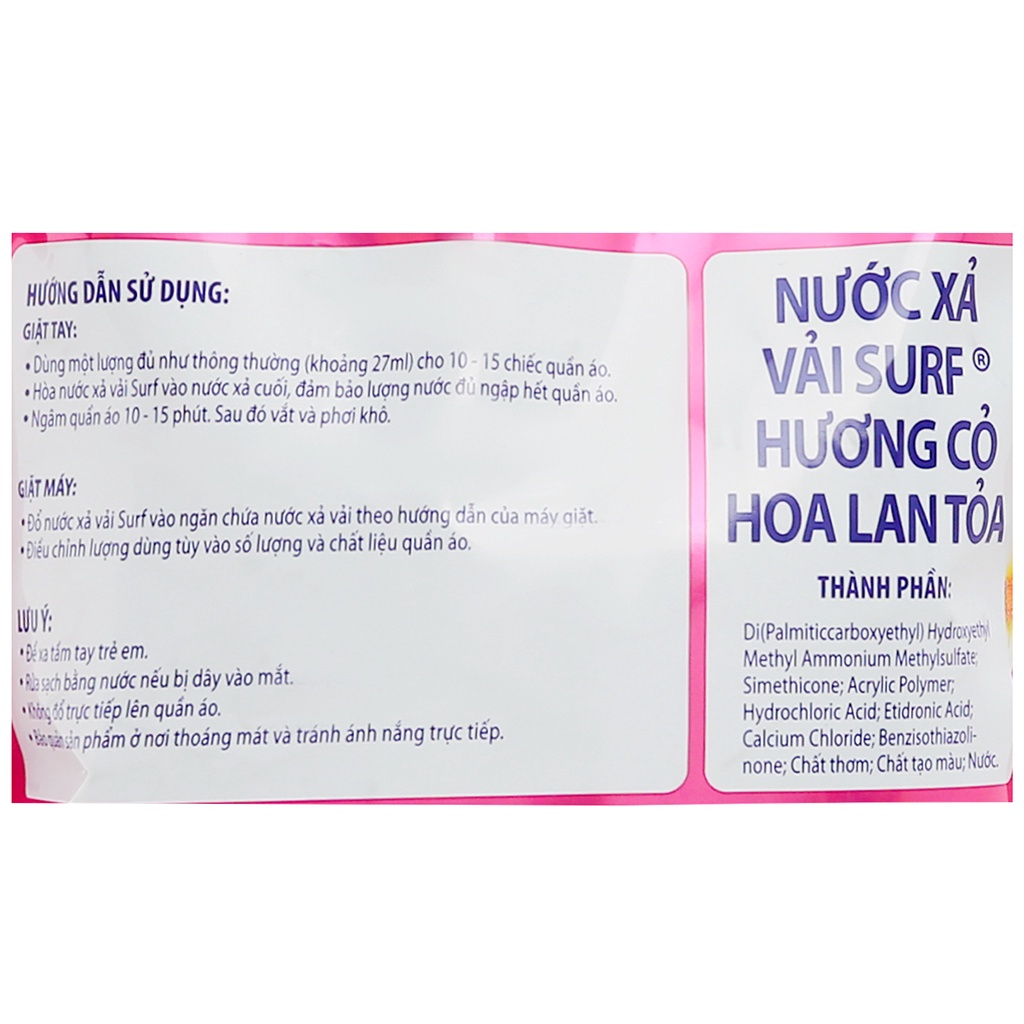 HƯỚNG DẪN SỬ DỤNG:
GIẶT TAY:
• Dùng một lượng đủ như thông thường (khoảng 27ml) cho 10 - 15 chiếc quần áo.
• Hòa nước xả vải Surf vào nước xả cuối, đảm bảo lượng nước đủ ngập hết quần áo.
• Ngâm quần áo 10 - 15 phút. Sau đó vắt và phơi khô.
GIẶT MÁY:
• Đổ nước xả vải Surf vào ngăn chứa nước xả vải theo hướng dẫn của máy giặt.
• Điều chỉnh lượng dùng tùy vào số lượng và chất liệu quần áo.
LƯU Ý:
• Để xa tầm tay trẻ em.
• Rửa sạch bằng nước nếu bị dây vào mắt.
• Không đổ trực tiếp lên quần áo.
• Bảo quản sản phẩm ở nơi thoáng mát và tránh ánh nắng trực tiếp.
NƯỚC XẢ
VẢI SURF ®
HƯƠNG CỎ
HOA LAN TỎA
THÀNH PHẦN:
Di(Palmiticcarboxyethyl) Hydroxyethyl
Methyl Ammonium Methylsulfate;
Simethicone; Acrylic Polymer;
Hydrochloric Acid; Etidronic Acid;
Calcium Chloride; Benzisothiazoli-
none; Chất thơm; Chất tạo màu; Nước.